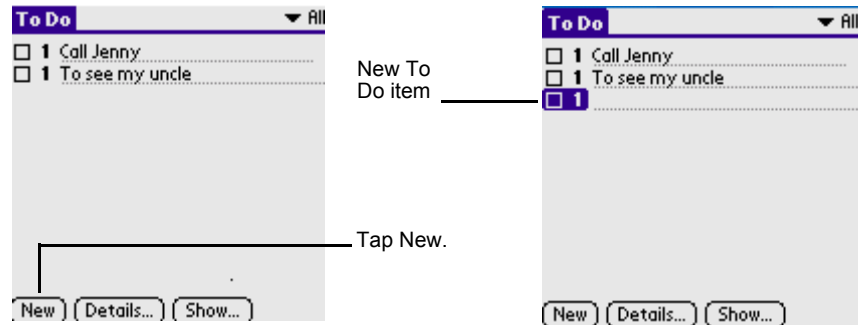 To Do
All
1 Call Jenny
1 To see my uncle
New
Details...
Show...
New To
Do item
Tap New.
To Do
All
1 Call Jenny
1 To see my uncle
1
New
Details...
Show...